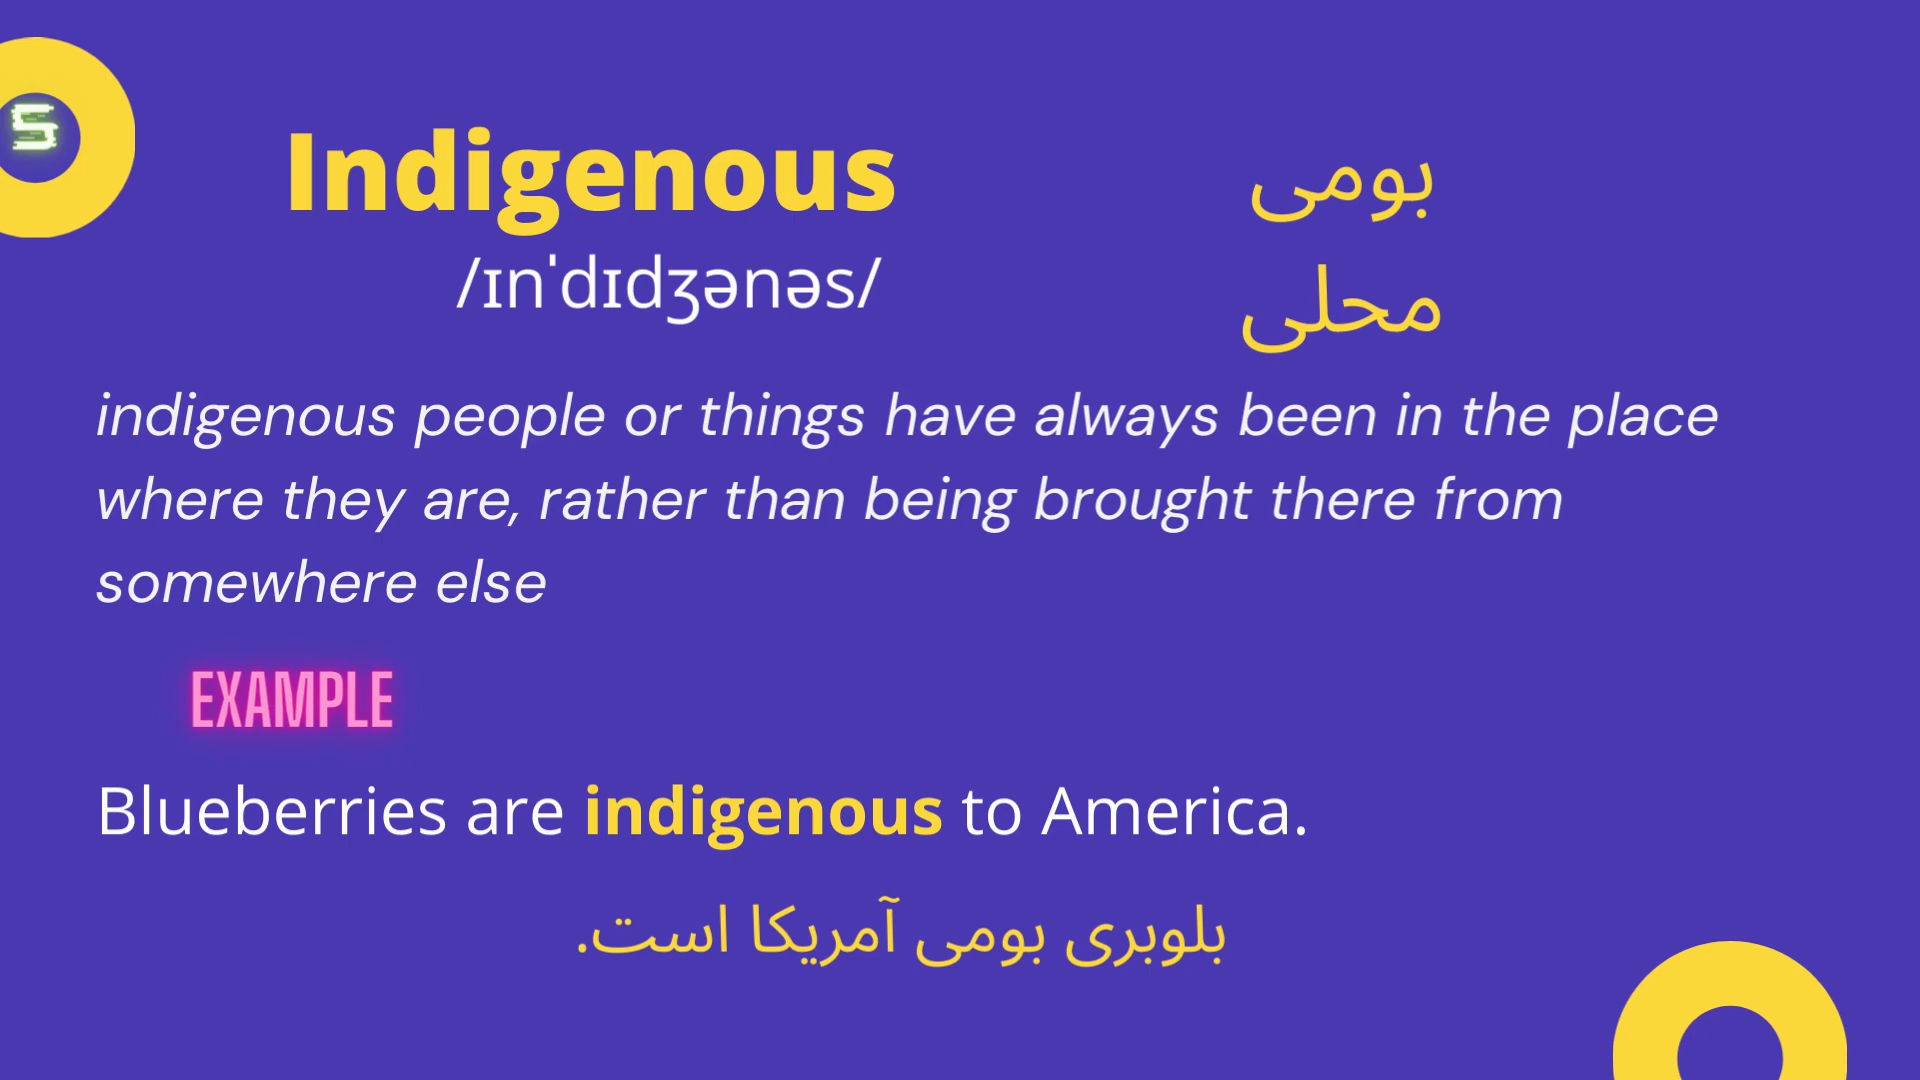 5
Indigenous
/ɪnˈdɪdʒənəs/
بومی
محلی
indigenous people or things have always been in the place
where they are, rather than being brought there from
somewhere else
EXAMPLE
Blueberries are indigenous to America.
بلوبری بومی آمریکا است.